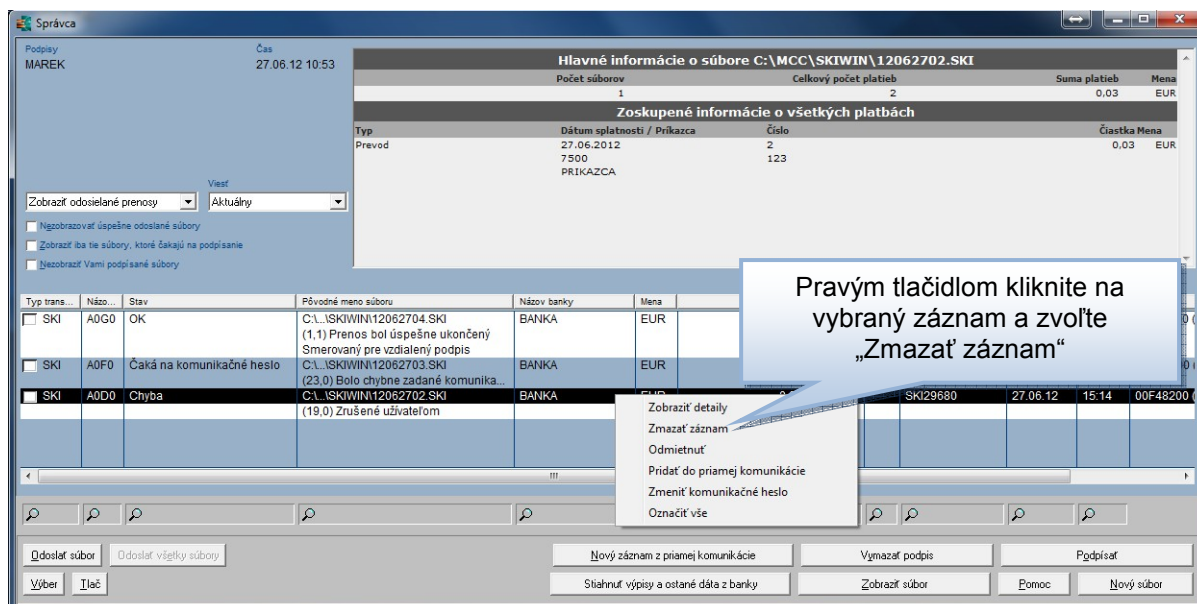 Správca
Podpisy Čas
MAREK 27.06.12 10:53
Hlavné informácie o súbore C:\MCC\SKIWIN\12062702.SKI
Počet súborov Celkový počet platieb Suma platieb Mena
1 2 0,03 EUR
Zoskupené informácie o všetkých platbách
Typ Dátum splatnosti / Príkazca Číslo Čiastka Mena
Prevod 27.06.2012 2 0,03 EUR
7500 123
PRIKAZCA
Viesť
Zobraziť odosielané prenosy Aktuálny
Nezobrazovať úspešne odoslané súbory
Zobraziť iba tie súbory, ktoré čakajú na podpísanie
Nezobraziť Vami podpísané súbory
Pravým tlačidlom kliknite na
vybraný záznam a zvoľte
„Zmazať záznam“
Typ trans... Názo... Stav Pôvodné meno súboru Názov banky Mena
SKI A0G0 OK C:\...\SKIWIN\12062704.SKI BANKA EUR
(1,1) Prenos bol úspešne ukončený
Smerovaný pre vzdialený podpis
SKI A0F0 Čaká na komunikačné heslo C:\...\SKIWIN\12062703.SKI BANKA EUR
(23,0) Bolo chybne zadané komunika...
SKI A0D0 Chyba C:\...\SKIWIN\12062702.SKI BANKA EUR SKI29680 27.06.12 15:14 00F48200 (
(19,0) Zrušené užívateľom
Zobraziť detaily
Zmazať záznam
Odmietnuť
Pridať do priamej komunikácie
Zmeniť komunikačné heslo
Označiť vše
Odoslať súbor Odoslať všetky súbory Nový záznam z priamej komunikácie Vymazať podpis Podpísať
Výber Tlač Stiahnuť výpisy a ostané dáta z banky Zobraziť súbor Pomoc Nový súbor